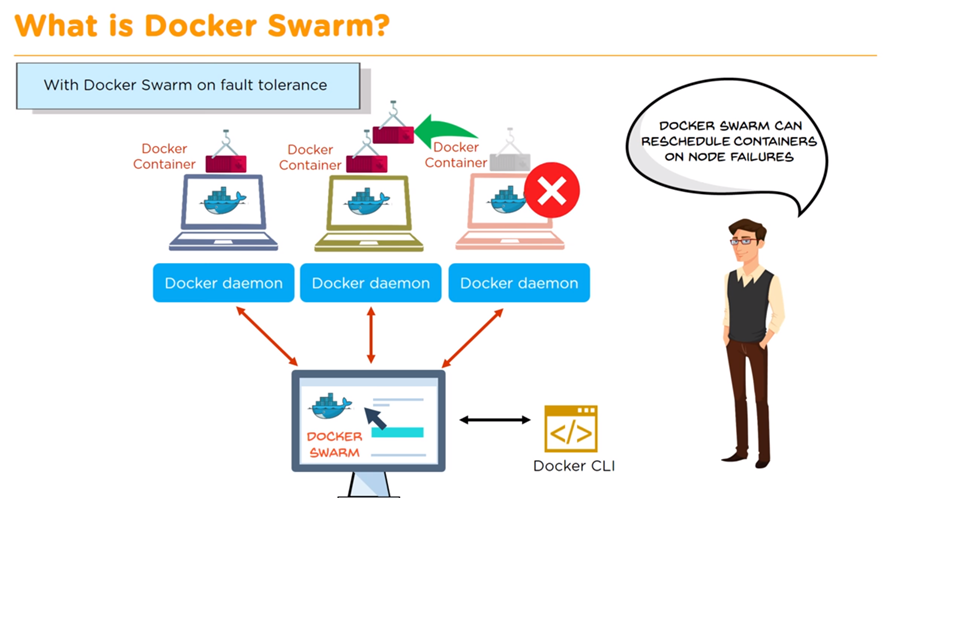 What is Docker Swarm?
With Docker Swarm on fault tolerance
Docker
Container
Docker
Container
Docker
Container
DOCKER SWARM CAN
RESCHEDULE CONTAINERS
ON NODE FAILURES
Docker daemon
Docker daemon
Docker daemon
DOCKER
SWARM
</>
Docker CLI